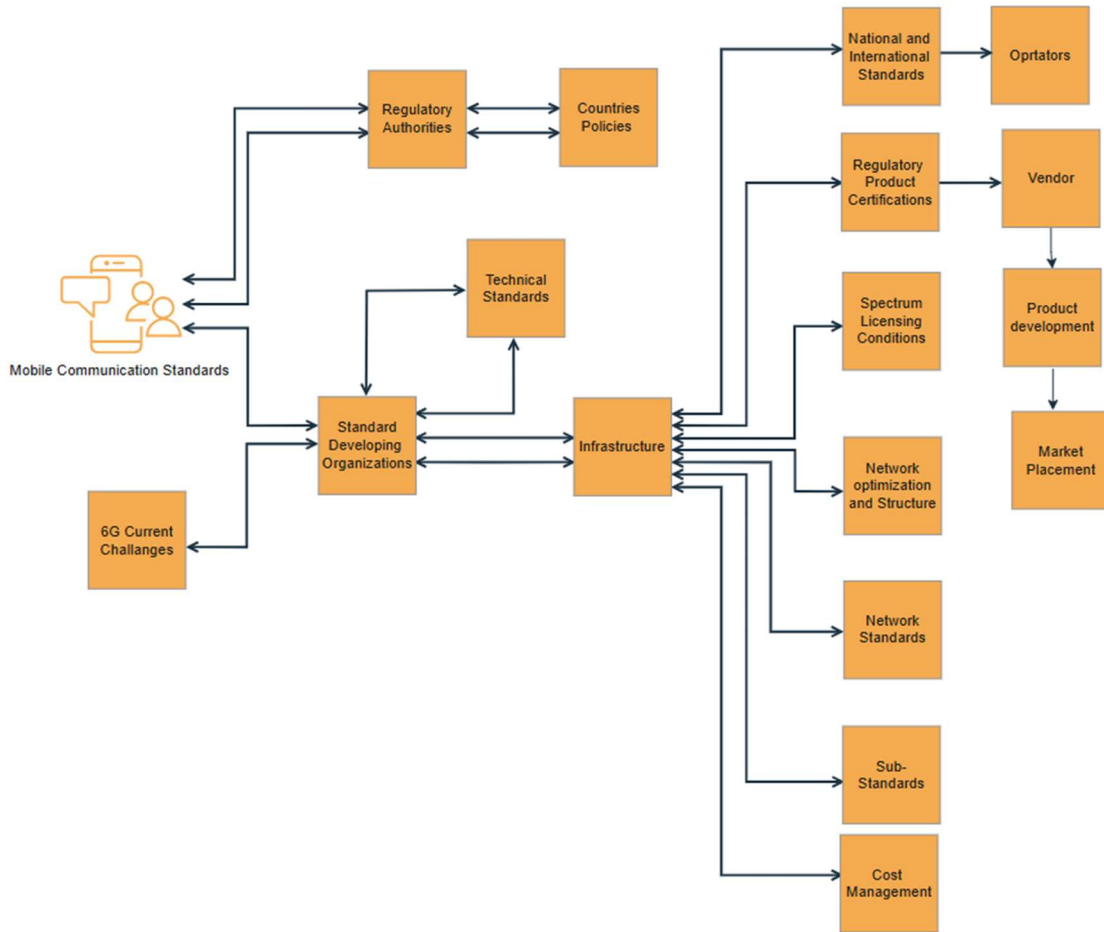 National and
International
Standards
Oprtators
Regulatory
Authorities
Countries
Policies
Regulatory
Product
Certifications
Vendor
Technical
Standards
Spectrum
Licensing
Conditions
Product
development
Mobile Communication Standards
Standard
Developing
Organizations
Infrastructure
Market
Placement
Network
optimization
and Structure
6G Current
Challanges
Network
Standards
Sub-
Standards
Cost
Management